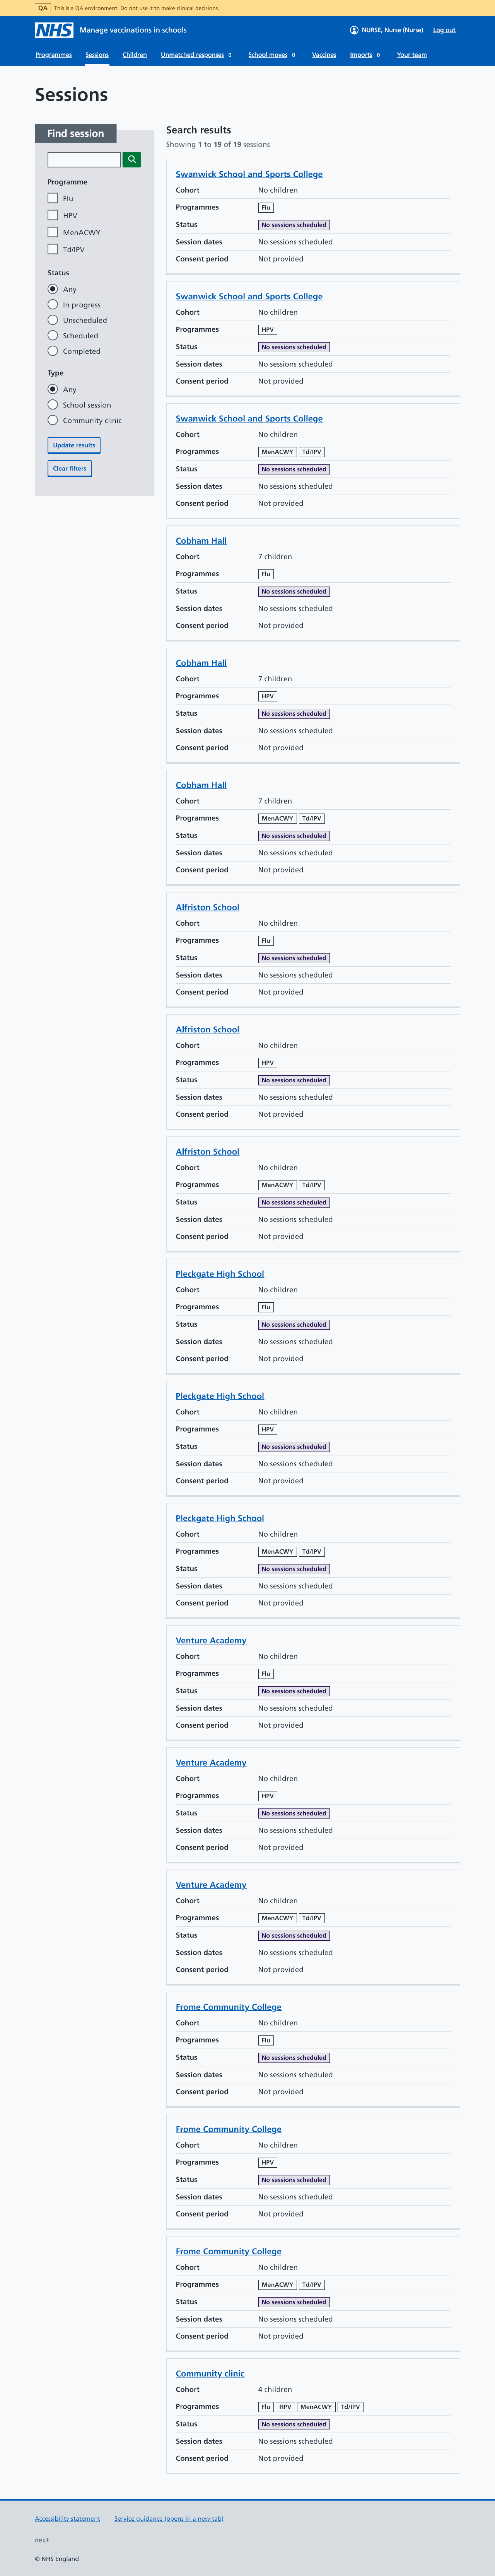 QA This is a QA environment. Do not use it to make clinical decisions.
NHS Manage vaccinations in schools NURSE, Nurse (Nurse) Log out
Programmes Sessions Children Unmatched responses 0 School moves 0 Vaccines Imports 0 Your team
Sessions
Find session
Programme
Flu
HPV
MenACWY
Td/IPV
Status
Any
In progress
Unscheduled
Scheduled
Completed
Type
Any
School session
Community clinic
Update results
Clear filters
Search results
Showing 1 to 19 of 19 sessions
Swanwick School and Sports College
Cohort No children
Programmes Flu
Status No sessions scheduled
Session dates No sessions scheduled
Consent period Not provided
Swanwick School and Sports College
Cohort No children
Programmes HPV
Status No sessions scheduled
Session dates No sessions scheduled
Consent period Not provided
Swanwick School and Sports College
Cohort No children
Programmes MenACWY Td/IPV
Status No sessions scheduled
Session dates No sessions scheduled
Consent period Not provided
Cobham Hall
Cohort 7 children
Programmes Flu
Status No sessions scheduled
Session dates No sessions scheduled
Consent period Not provided
Cobham Hall
Cohort 7 children
Programmes HPV
Status No sessions scheduled
Session dates No sessions scheduled
Consent period Not provided
Cobham Hall
Cohort 7 children
Programmes MenACWY Td/IPV
Status No sessions scheduled
Session dates No sessions scheduled
Consent period Not provided
Alfriston School
Cohort No children
Programmes Flu
Status No sessions scheduled
Session dates No sessions scheduled
Consent period Not provided
Alfriston School
Cohort No children
Programmes HPV
Status No sessions scheduled
Session dates No sessions scheduled
Consent period Not provided
Alfriston School
Cohort No children
Programmes MenACWY Td/IPV
Status No sessions scheduled
Session dates No sessions scheduled
Consent period Not provided
Pleckgate High School
Cohort No children
Programmes Flu
Status No sessions scheduled
Session dates No sessions scheduled
Consent period Not provided
Pleckgate High School
Cohort No children
Programmes HPV
Status No sessions scheduled
Session dates No sessions scheduled
Consent period Not provided
Pleckgate High School
Cohort No children
Programmes MenACWY Td/IPV
Status No sessions scheduled
Session dates No sessions scheduled
Consent period Not provided
Venture Academy
Cohort No children
Programmes Flu
Status No sessions scheduled
Session dates No sessions scheduled
Consent period Not provided
Venture Academy
Cohort No children
Programmes HPV
Status No sessions scheduled
Session dates No sessions scheduled
Consent period Not provided
Venture Academy
Cohort No children
Programmes MenACWY Td/IPV
Status No sessions scheduled
Session dates No sessions scheduled
Consent period Not provided
Frome Community College
Cohort No children
Programmes Flu
Status No sessions scheduled
Session dates No sessions scheduled
Consent period Not provided
Frome Community College
Cohort No children
Programmes HPV
Status No sessions scheduled
Session dates No sessions scheduled
Consent period Not provided
Frome Community College
Cohort No children
Programmes MenACWY Td/IPV
Status No sessions scheduled
Session dates No sessions scheduled
Consent period Not provided
Community clinic
Cohort 4 children
Programmes Flu HPV MenACWY Td/IPV
Status No sessions scheduled
Session dates No sessions scheduled
Consent period Not provided
Accessibility statement Service guidance (opens in a new tab)
next
© NHS England